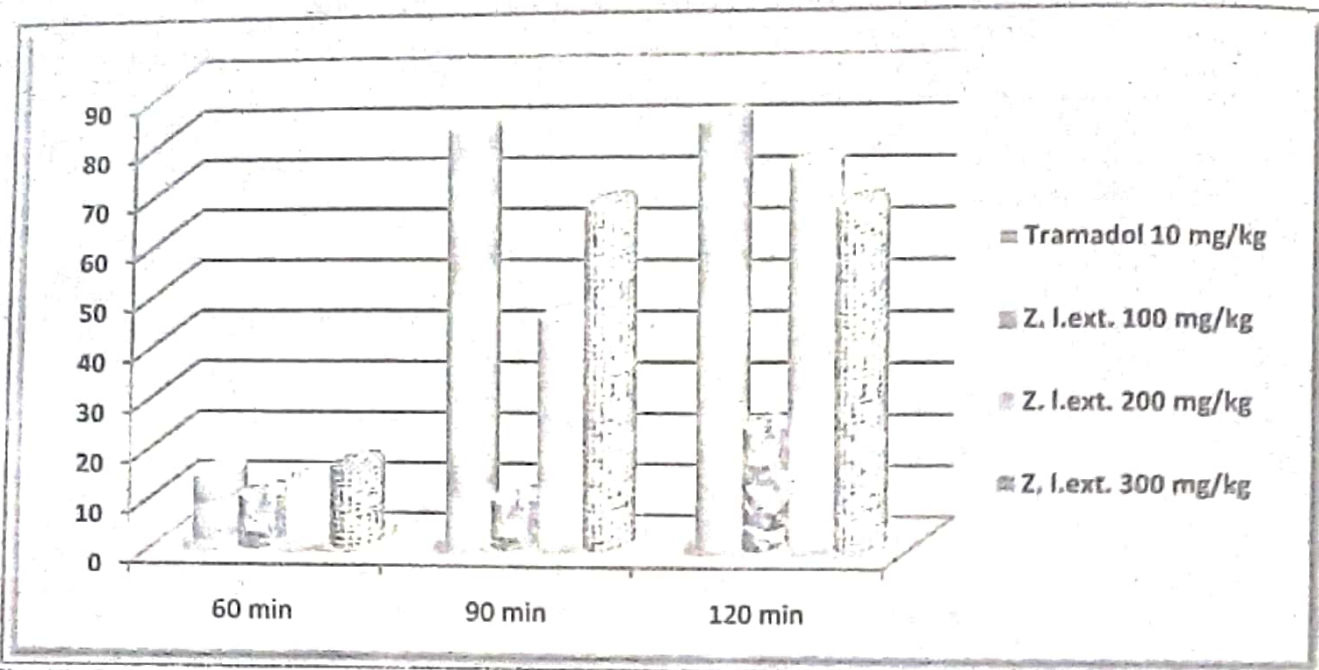 90
80
70
60
50
40
30
20
10
0
60 min
90 min
120 min
Tramadol 10 mg/kg
Z. l.ext. 100 mg/kg
Z. l.ext. 200 mg/kg
Z. l.ext. 300 mg/kg